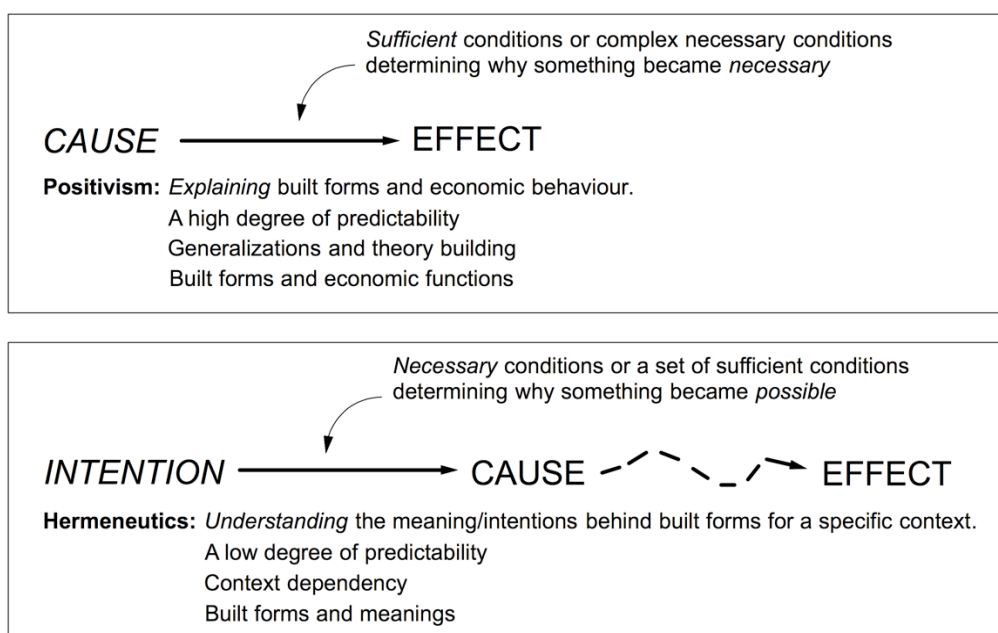 Sufficient conditions or complex necessary conditions
determining why something became necessary
CAUSE EFFECT
Positivism: Explaining built forms and economic behaviour.
A high degree of predictability
Generalizations and theory building
Built forms and economic functions
Necessary conditions or a set of sufficient conditions
determining why something became possible
INTENTION CAUSE EFFECT
Hermeneutics: Understanding the meaning/intentions behind built forms for a specific context.
A low degree of predictability
Context dependency
Built forms and meanings